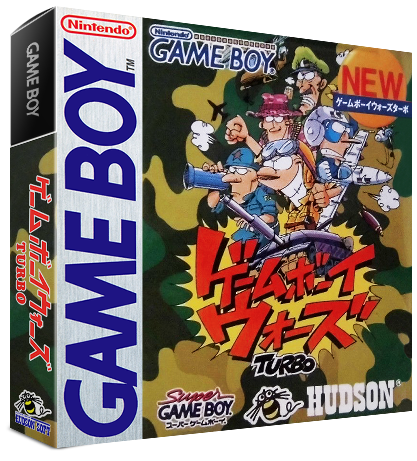 GAME BOY
ゲームボーイウォーズ
TURBO
Nintendo
GAME BOY™
Nintendo
GAME BOY
NEW
ゲームボーイウォーズターボ
ゲームボーイ
ウォーズ
TURBO
Super
GAME BOY
スーパーゲームボーイ
HUDSON®